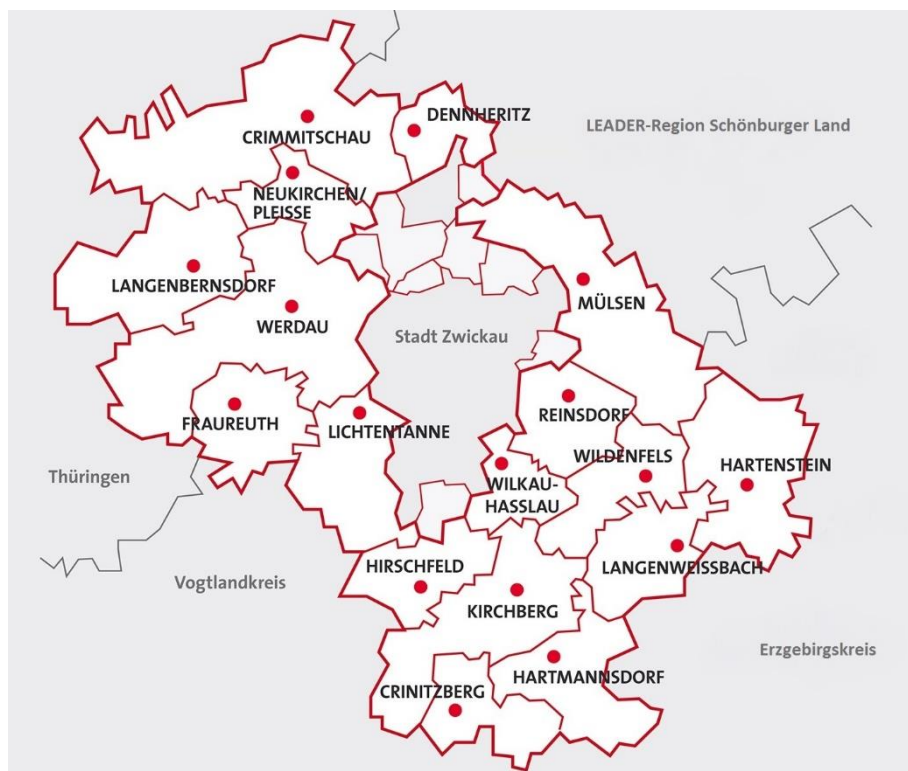 DENNHERITZ
CRIMMITSCHAU
LEADER-Region Schönburger Land
NEUKIRCHEN/
PLEISSE
LANGENBERNSDORF
MÜLSEN
WERDAU
Stadt Zwickau
REINSDORF
FRAUREUTH
LICHTENTANNE
WILDENFELS
HARTENSTEIN
Thüringen
WILKAU-
HASSLAU
HIRSCHFELD
LANGENWEISSBACH
Vogtlandkreis
KIRCHBERG
Erzgebirgskreis
HARTMANNSDORF
CRINITZBERG